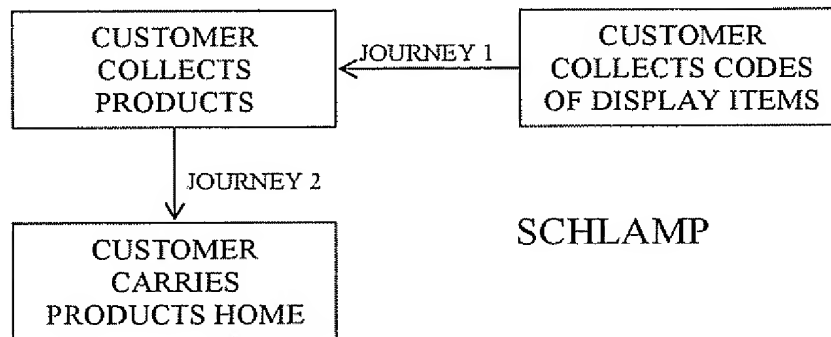 CUSTOMER
COLLECTS
PRODUCTS
JOURNEY 1
CUSTOMER
COLLECTS CODES
OF DISPLAY ITEMS
JOURNEY 2
SCHLAMP
CUSTOMER
CARRIES
PRODUCTS HOME